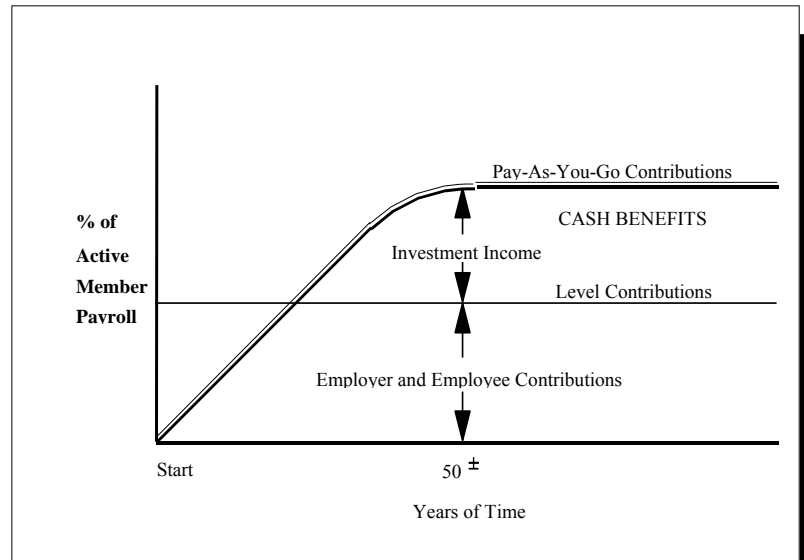 Pay-As-You-Go Contributions
CASH BENEFITS
% of
Active
Member
Payroll
Investment Income
Level Contributions
Employer and Employee Contributions
Start
50 ±
Years of Time